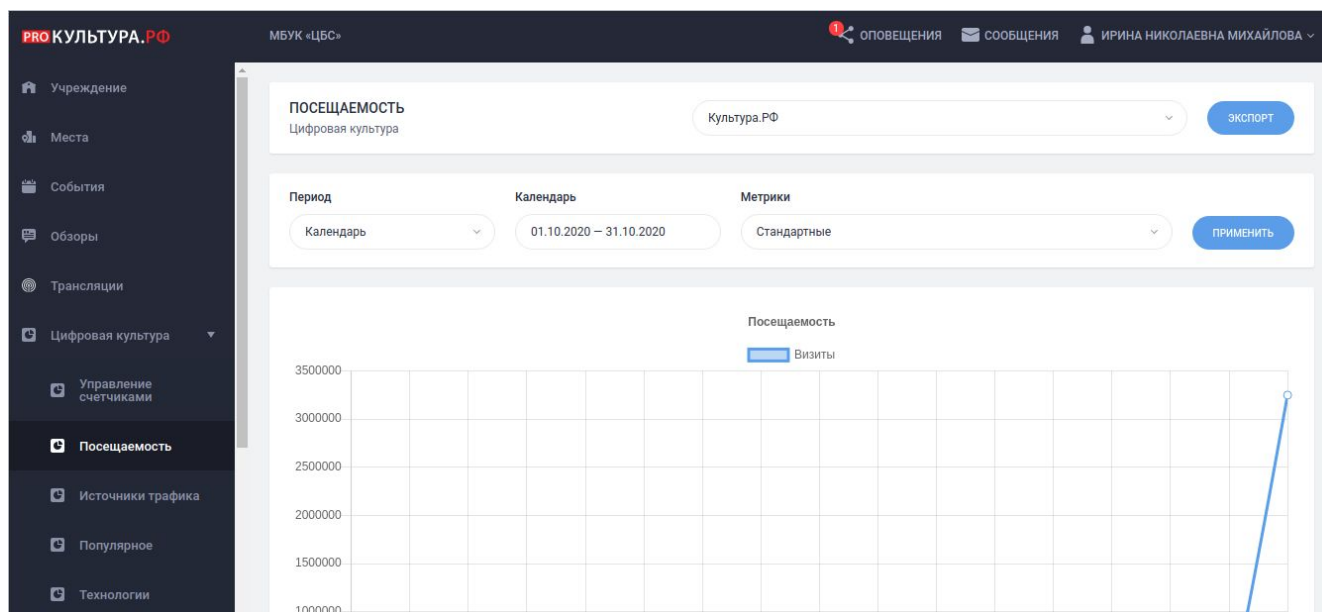 PRO КУЛЬТУРА.РФ
МБУК «ЦБС»
1
ОПОВЕЩЕНИЯ
СООБЩЕНИЯ
ИРИНА НИКОЛАЕВНА МИХАЙЛОВА
Учреждение
Места
События
Обзоры
Трансляции
Цифровая культура
Управление
счетчиками
Посещаемость
Источники трафика
Популярное
Технологии
ПОСЕЩАЕМОСТЬ
Цифровая культура
Культура.РФ
ЭКСПОРТ
Период
Календарь
Метрики
Календарь
01.10.2020 — 31.10.2020
Стандартные
ПРИМЕНИТЬ
Посещаемость
Визиты
3500000
3000000
2500000
2000000
1500000
1000000